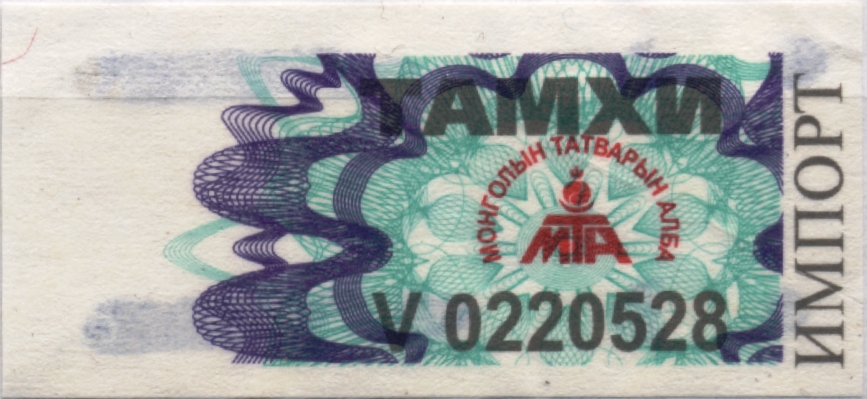 ТАМХИ
МОНГОЛЫН ТАТВАРЫН АЛБА
МТА
V 0220528
ИМПОРТ